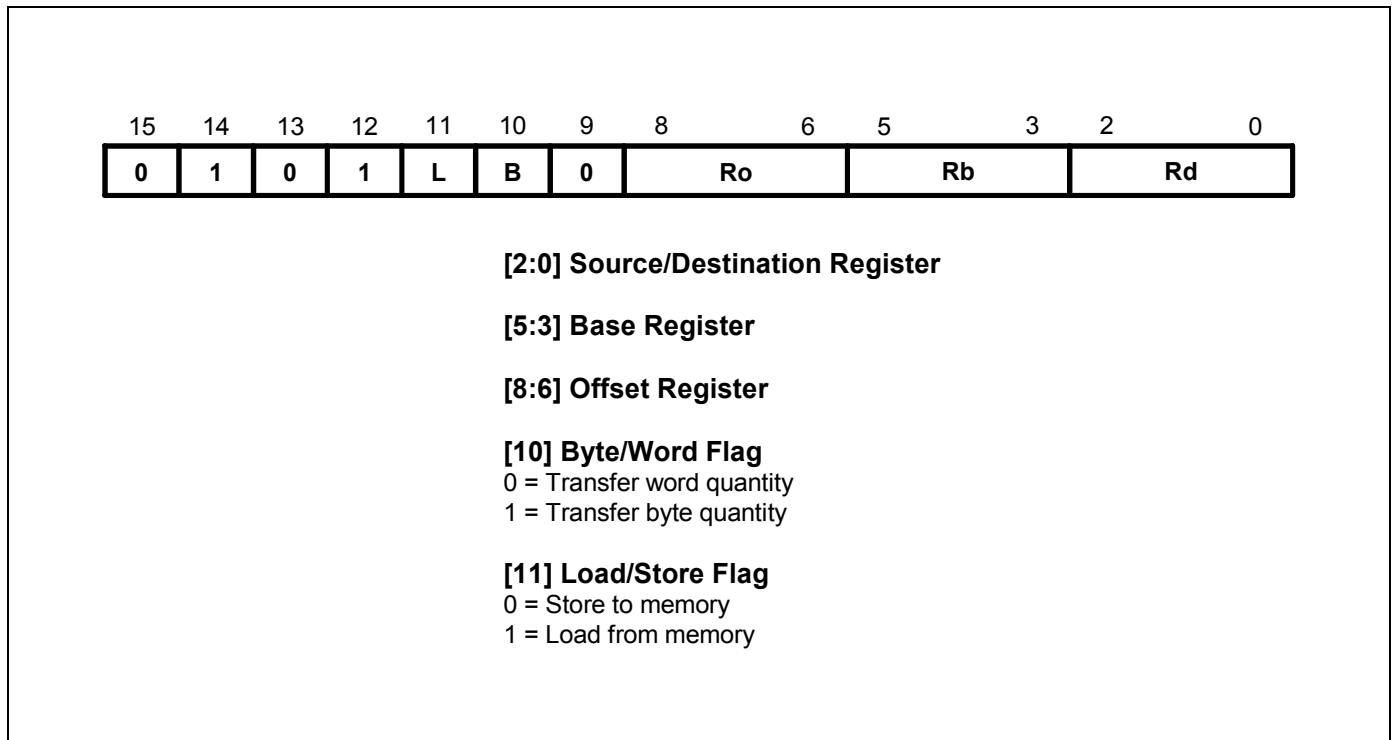 15 14 13 12 11 10 9 8 6 5 3 2 0
0 1 0 1 L B 0 Ro Rb Rd
[2:0] Source/Destination Register
[5:3] Base Register
[8:6] Offset Register
[10] Byte/Word Flag
0 = Transfer word quantity
1 = Transfer byte quantity
[11] Load/Store Flag
0 = Store to memory
1 = Load from memory